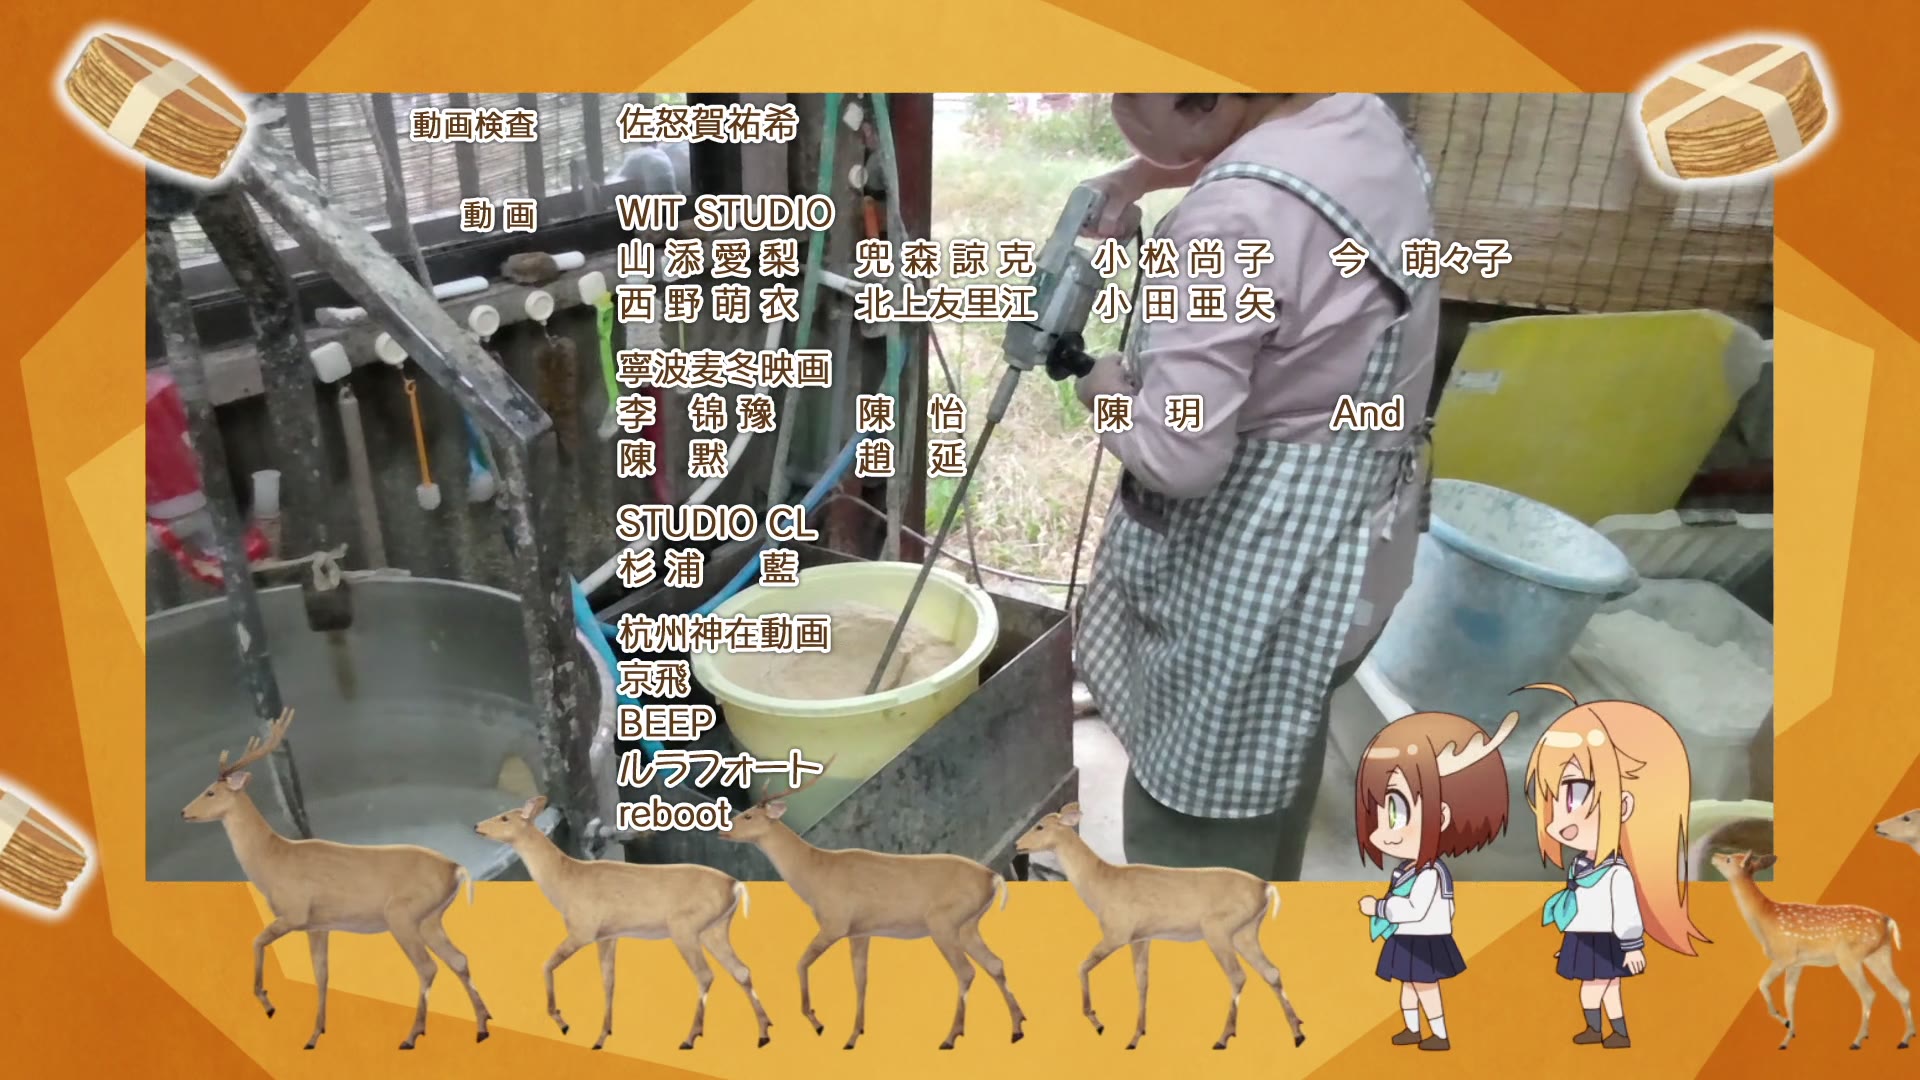 動画検査 佐怒賀祐希
動画 WIT STUDIO
山添愛梨 兜森諒克 小松尚子 今 萌々子
西野萌衣 北上友里江 小田亜矢
寧波麦冬映画
李 锦豫 陳 怡 陳 玥 And
陳 黙 趙 延
STUDIO CL
杉浦 藍
杭州神在動画
京飛
BEEP
ルラフォート
reboot